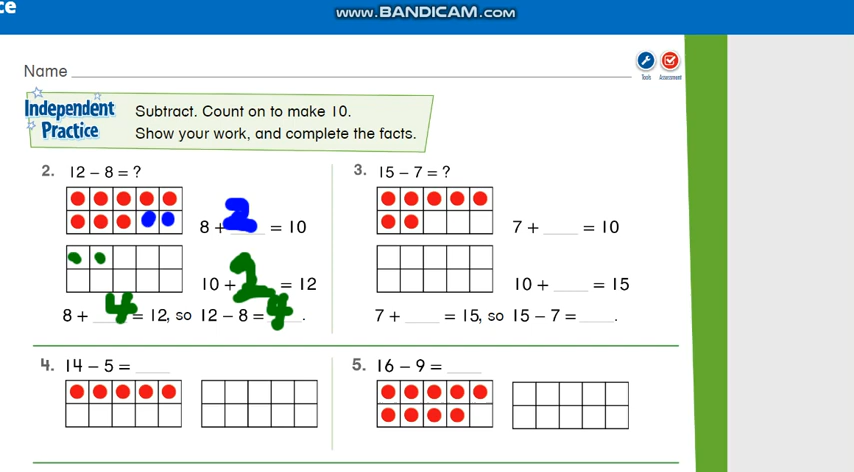 ce
www.BANDICAM.com
Name
Tools Assessment
Independent Practice
Subtract. Count on to make 10.
Show your work, and complete the facts.
2. 12 – 8 = ?
8 + 2 = 10
10 + 2 = 12
8 + 4 = 12, so 12 – 8 = 4.
3. 15 – 7 = ?
7 + ___ = 10
10 + ___ = 15
7 + ___ = 15, so 15 – 7 = ___.
4. 14 – 5 = ___
5. 16 – 9 = ___